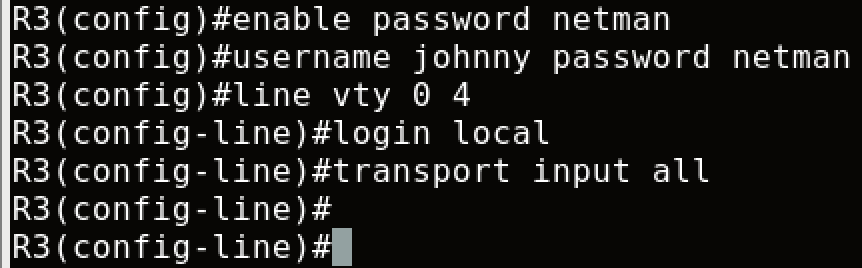 R3(config)#enable password netman
R3(config)#username johnny password netman
R3(config)#line vty 0 4
R3(config-line)#login local
R3(config-line)#transport input all
R3(config-line)#
R3(config-line)#